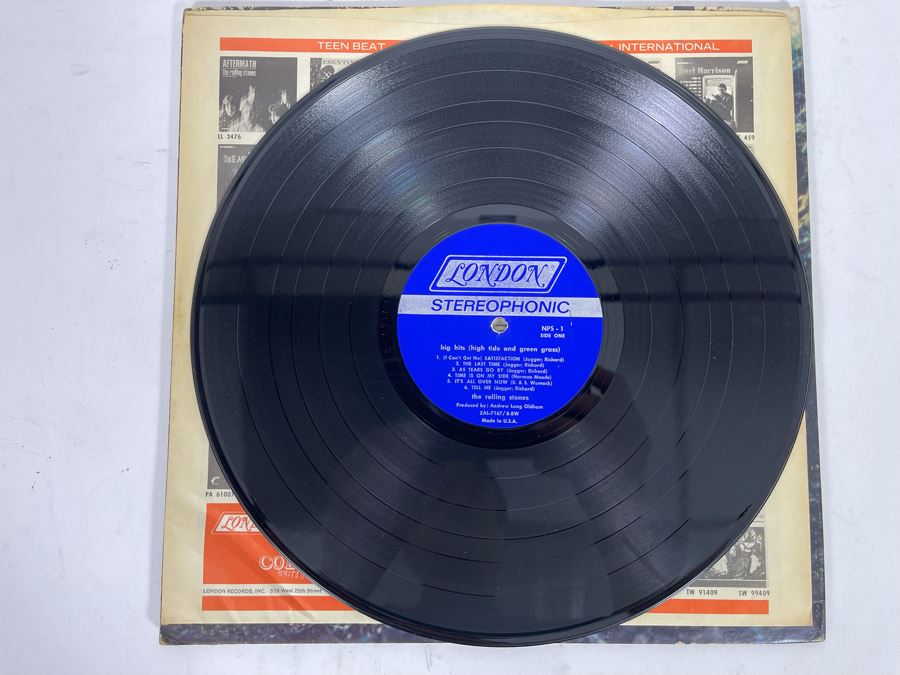 TEEN BEAT
INTERNATIONAL
AFTERMATH
The rolling stones
LL 3476
Noel Harrison
459
LONDON
STEREOPHONIC
NPS - 1
SIDE ONE
big hits (high tide and green grass)
1. (I Can't Get No) SATISFACTION (Jagger; Richard)
2. THE LAST TIME (Jagger; Richard)
3. AS TEARS GO BY (Jagger; Richard)
4. TIME IS ON MY SIDE (Norman Meade)
5. IT'S ALL OVER NOW (B. & S. Womack)
6. TELL ME (Jagger; Richard)
the rolling stones
Produced by: Andrew Loog Oldham
ZAL-7167/8-BW
Made in U.S.A.
PA 61007
LONDON RECORDS, INC. 539 West 25th Street
TW 91409 SW 99409